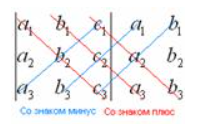 a₁ b₁ c₁ a₁ b₁
a₂ b₂ c₂ a₂ b₂
a₃ b₃ c₃ a₃ b₃
Со знаком минус Со знаком плюс